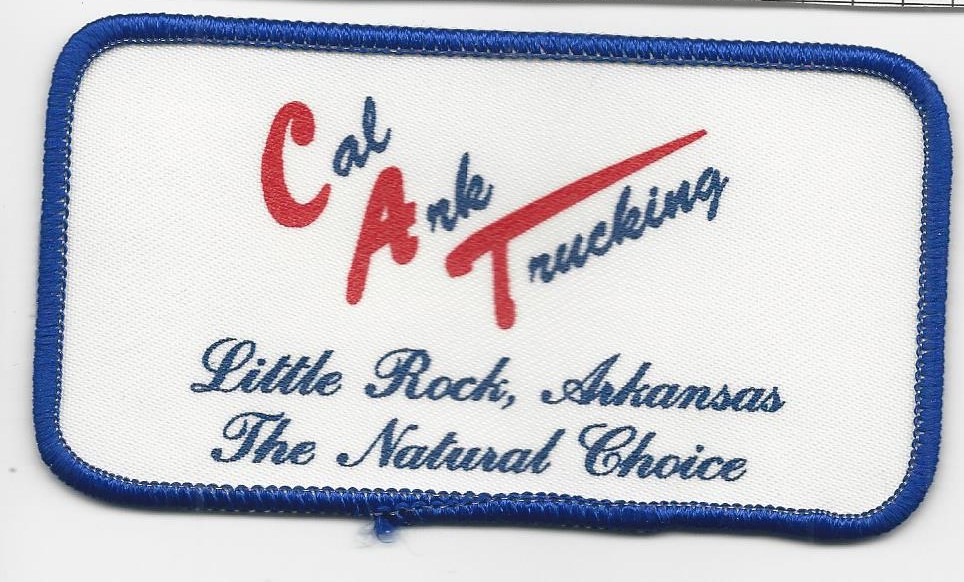 Cal
Ark
Trucking
Little Rock, Arkansas
The Natural Choice